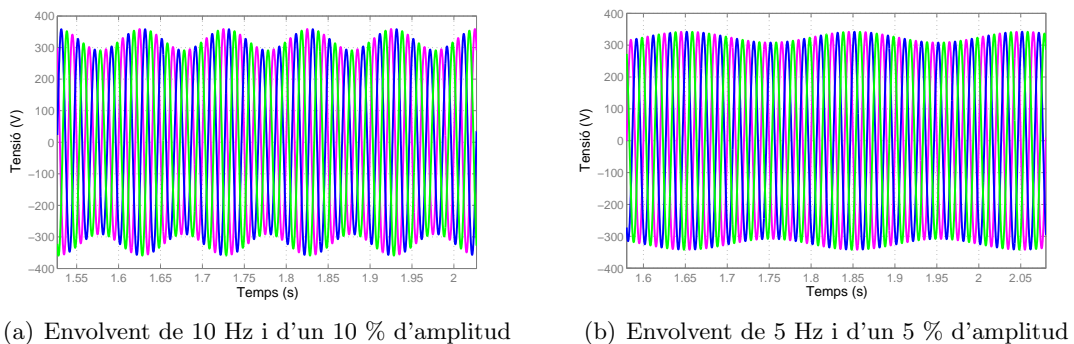 400
300
200
100
0
−100
−200
−300
−400
Tensió (V)
1.55 1.6 1.65 1.7 1.75 1.8 1.85 1.9 1.95 2
Temps (s)
(a) Envolvent de 10 Hz i d'un 10 % d'amplitud
400
300
200
100
0
−100
−200
−300
−400
Tensió (V)
1.6 1.65 1.7 1.75 1.8 1.85 1.9 1.95 2 2.05
Temps (s)
(b) Envolvent de 5 Hz i d'un 5 % d'amplitud